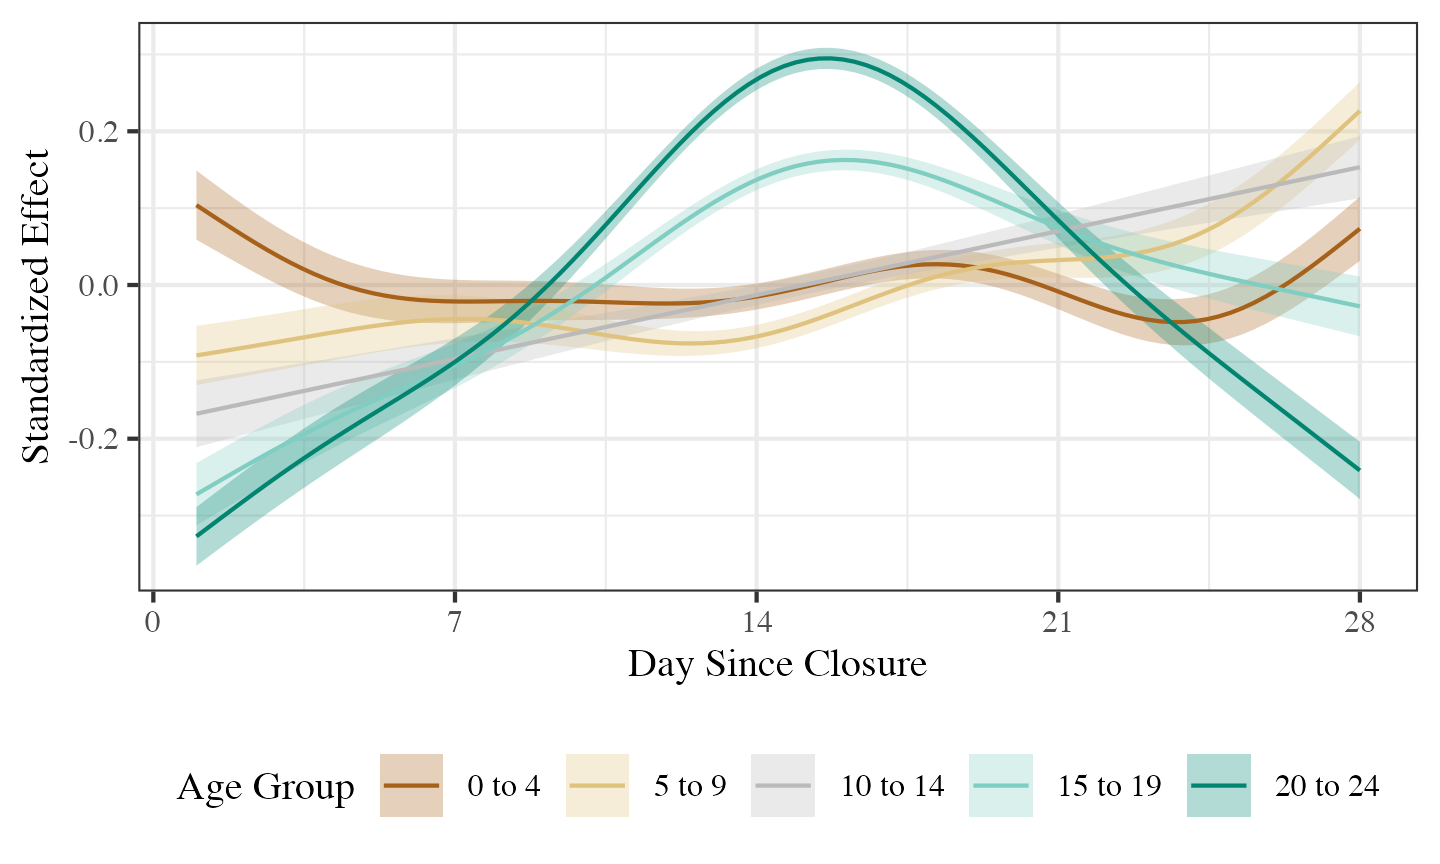 Standardized Effect
0.2
0.0
-0.2
0 7 14 21 28
Day Since Closure
Age Group 0 to 4 5 to 9 10 to 14 15 to 19 20 to 24